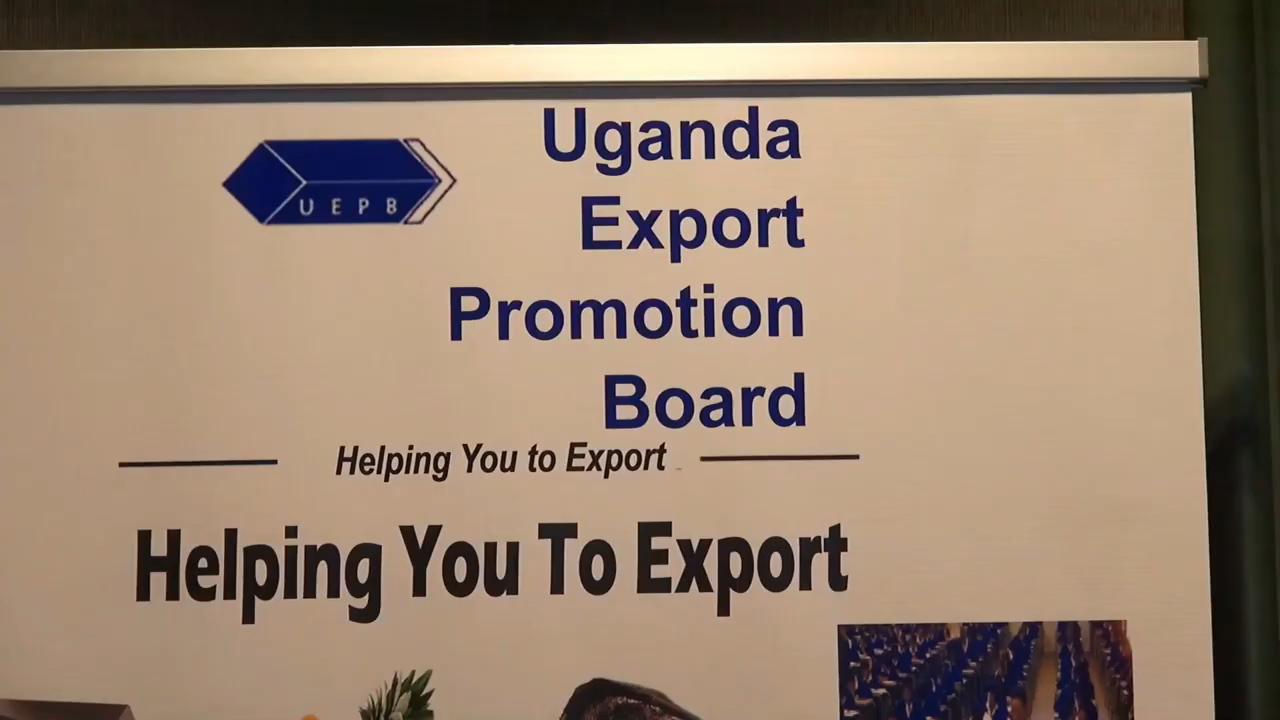 UEPB
Uganda
Export
Promotion
Board
Helping You to Export
Helping You To Export